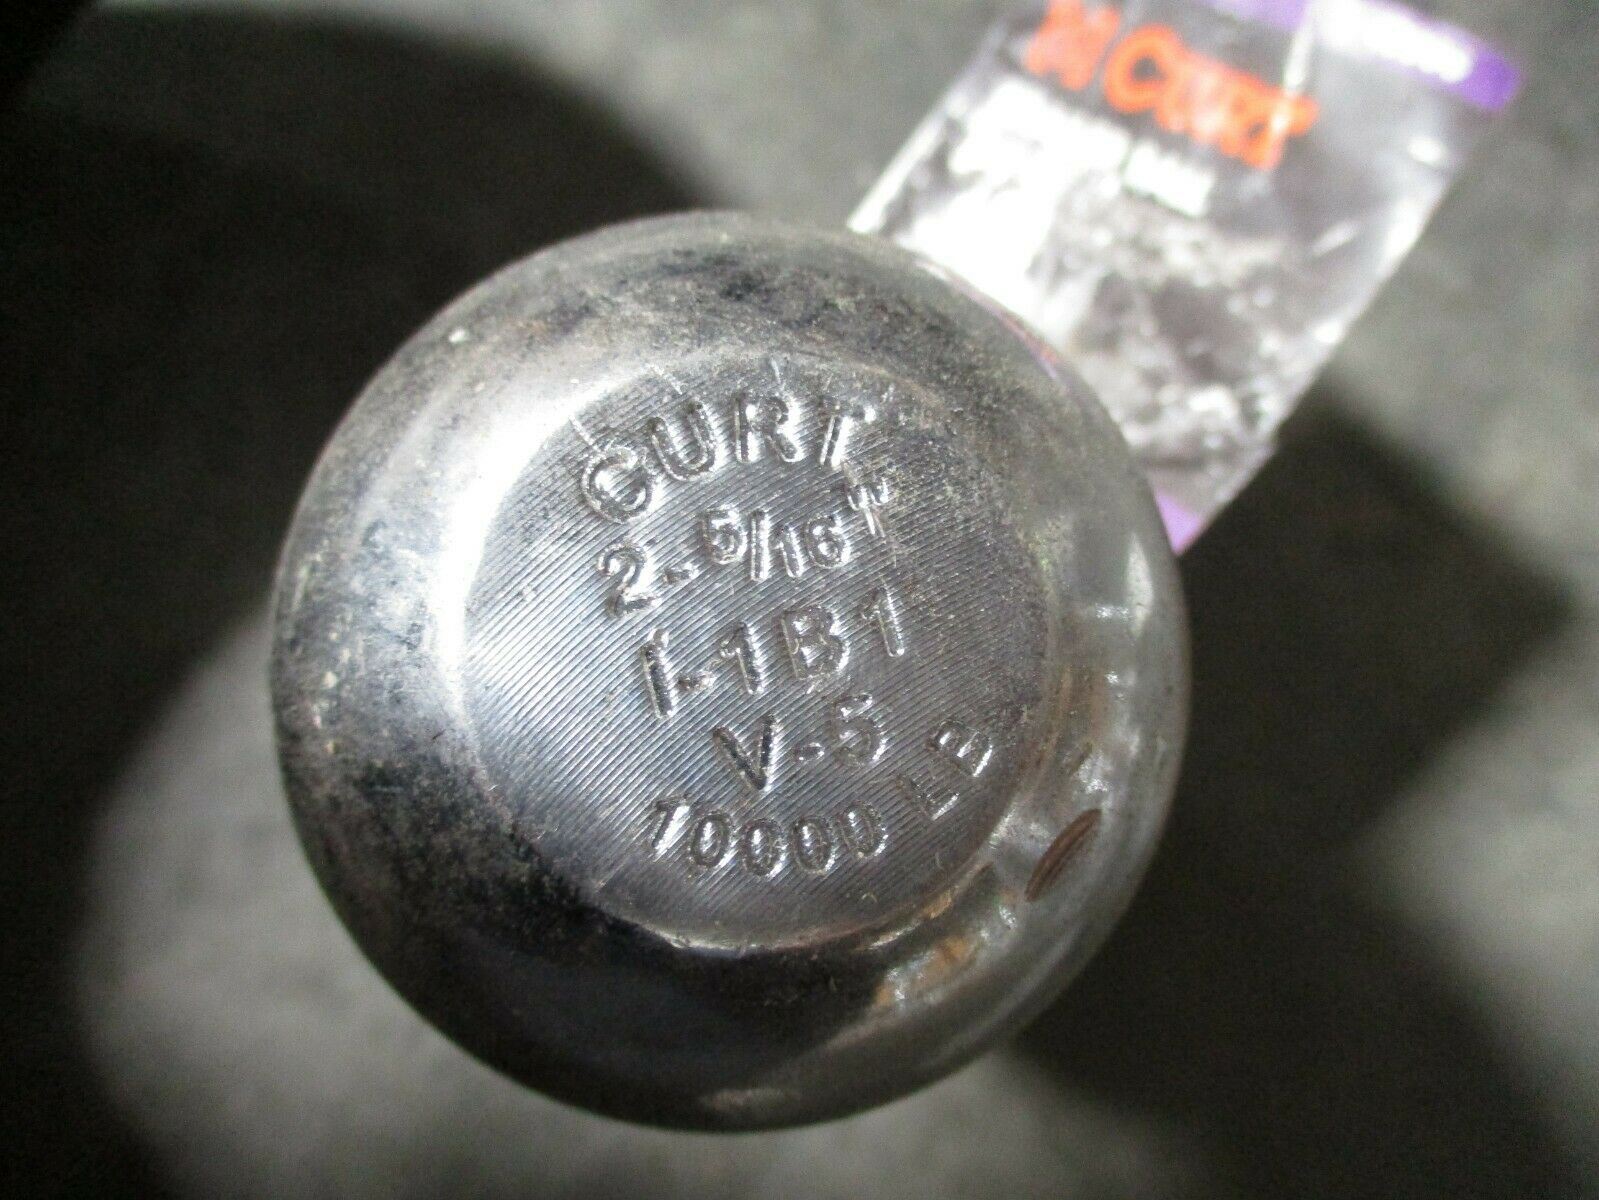 CURT
CURT
2-5/16"
I-1B1
V-5
10000 LB